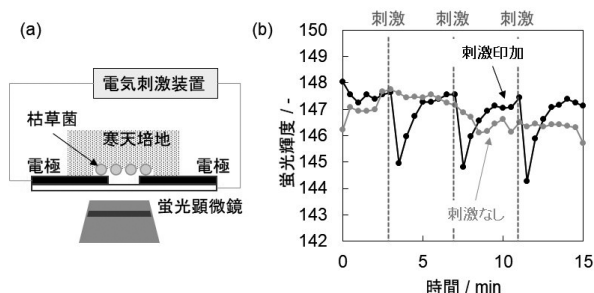 (a)
電気刺激装置
枯草菌
寒天培地
電極
電極
蛍光顕微鏡
(b)
刺激
刺激
刺激
150
149
148
147
146
145
144
143
142
蛍光輝度 / -
刺激印加
刺激なし
0
5
10
15
時間 / min